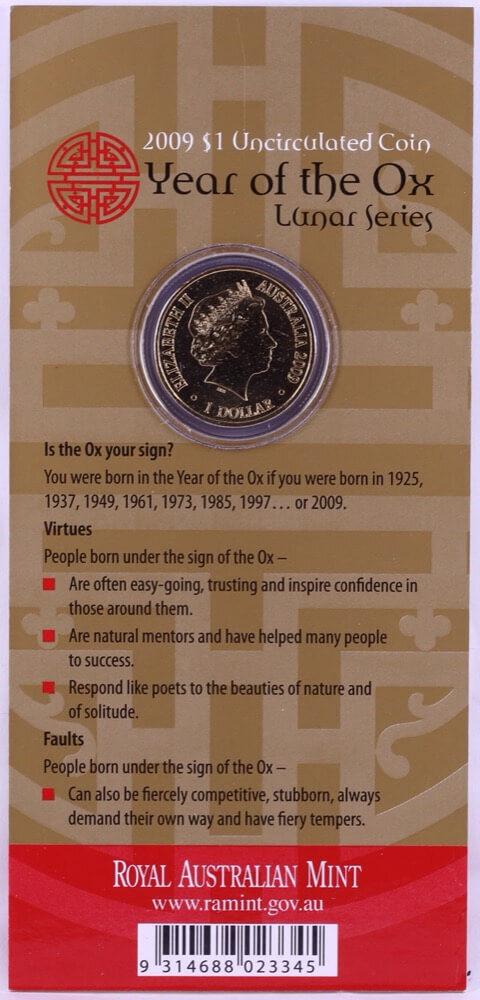 2009 $1 Uncirculated Coin
Year of the Ox
Lunar Series
ELIZABETH II AUSTRALIA 2009
1 DOLLAR
Is the Ox your sign?
You were born in the Year of the Ox if you were born in 1925,
1937, 1949, 1961, 1973, 1985, 1997... or 2009.
Virtues
People born under the sign of the Ox –
Are often easy-going, trusting and inspire confidence in
those around them.
Are natural mentors and have helped many people
to success.
Respond like poets to the beauties of nature and
of solitude.
Faults
People born under the sign of the Ox –
Can also be fiercely competitive, stubborn, always
demand their own way and have fiery tempers.
ROYAL AUSTRALIAN MINT
www.ramint.gov.au
9 314688 023345